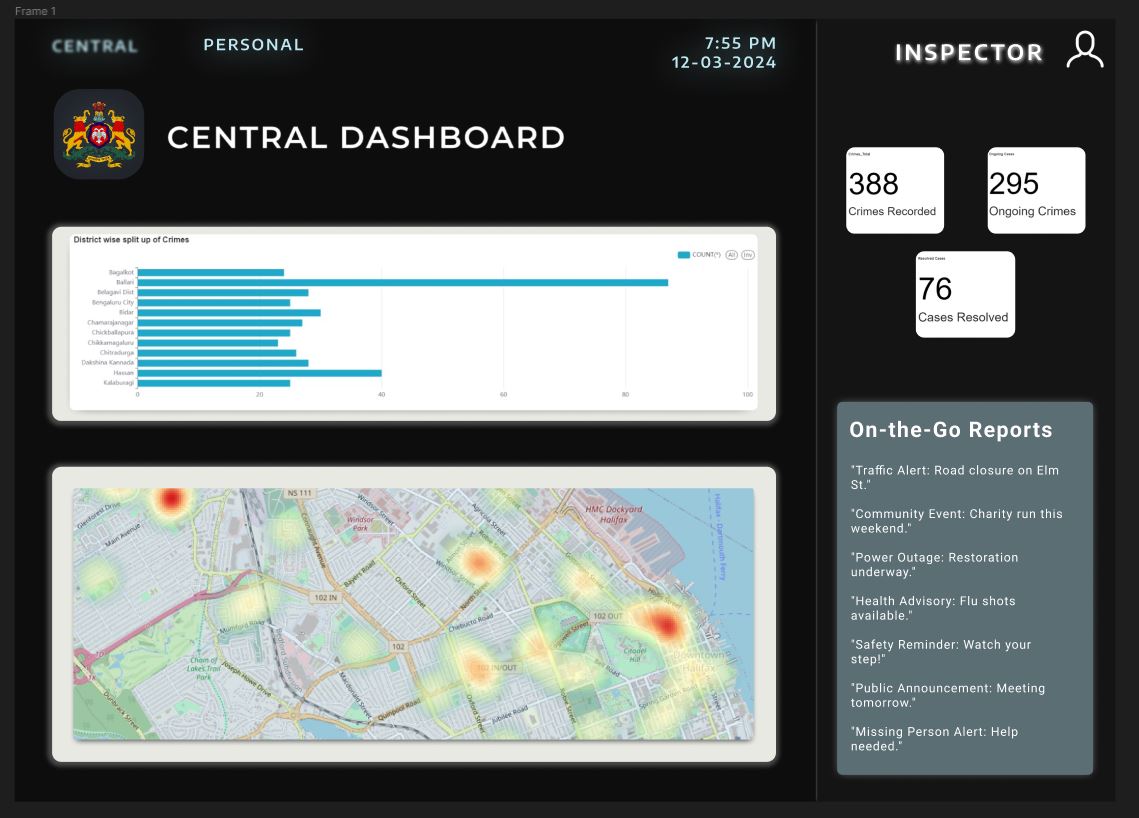 Frame 1
CENTRAL
PERSONAL
7:55 PM
12-03-2024
INSPECTOR
CENTRAL DASHBOARD
Crimes_Total
388
Crimes Recorded
Ongoing Cases
295
Ongoing Crimes
Resolved Cases
76
Cases Resolved
District wise split up of Crimes
COUNT(*) All Inv
Bagalkot
Ballari
Belagavi Dist
Bengaluru City
Bidar
Chamarajanagar
Chickballapura
Chikkamagaluru
Chitradurga
Dakshina Kannada
Hassan
Kalaburagi
0 20 40 60 80 100
On-the-Go Reports
"Traffic Alert: Road closure on Elm
St."
"Community Event: Charity run this
weekend."
"Power Outage: Restoration
underway."
"Health Advisory: Flu shots
available."
"Safety Reminder: Watch your
step!"
"Public Announcement: Meeting
tomorrow."
"Missing Person Alert: Help
needed."
NS 111
Glenforest Drive
Main Avenue
Connaught Avenue
Windsor Street
Windsor
Park
Agricola Street
HMC Dockyard
Halifax
Halifax - Dartmouth Ferry
Bayers Road
Oxford Street
North Street
102 IN
Chebucto Road
102 OUT
Mumford Road
102
Citadel
Hill
Downtown
Halifax
Chain of
Lakes Trail
Park
Joseph Howe Drive
102 IN/OUT
Bell Road
Macdonald Street
Quinpool Road
Oxford Street
Jubilee Road
Dunbrack Street